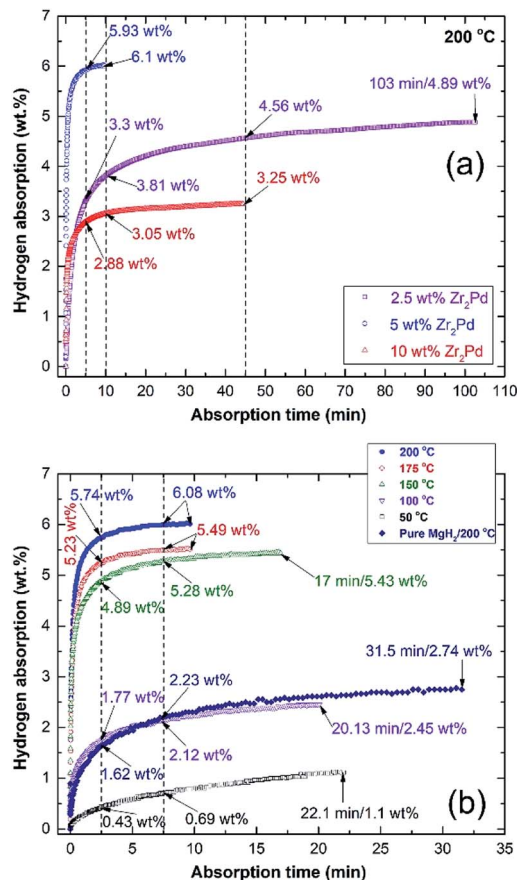 200 °C
5.93 wt%
6.1 wt%
103 min/4.89 wt%
4.56 wt%
3.3 wt%
(a)
3.81 wt%
3.25 wt%
3.05 wt%
2.88 wt%
2.5 wt% Zr₂Pd
5 wt% Zr₂Pd
10 wt% Zr₂Pd
Hydrogen absorption (wt.%)
7
6
5
4
3
2
1
0
0 10 20 30 40 50 60 70 80 90 100 110
Absorption time (min)
200 °C
175 °C
150 °C
100 °C
50 °C
Pure MgH₂/200 °C
5.74 wt%
6.08 wt%
5.23 wt%
5.49 wt%
4.89 wt%
5.28 wt%
17 min/5.43 wt%
31.5 min/2.74 wt%
1.77 wt%
2.23 wt%
20.13 min/2.45 wt%
2.12 wt%
1.62 wt%
(b)
0.43 wt%
0.69 wt%
22.1 min/1.1 wt%
Hydrogen absorption (wt.%)
7
6
5
4
3
2
1
0
0 5 10 15 20 25 30 35
Absorption time (min)